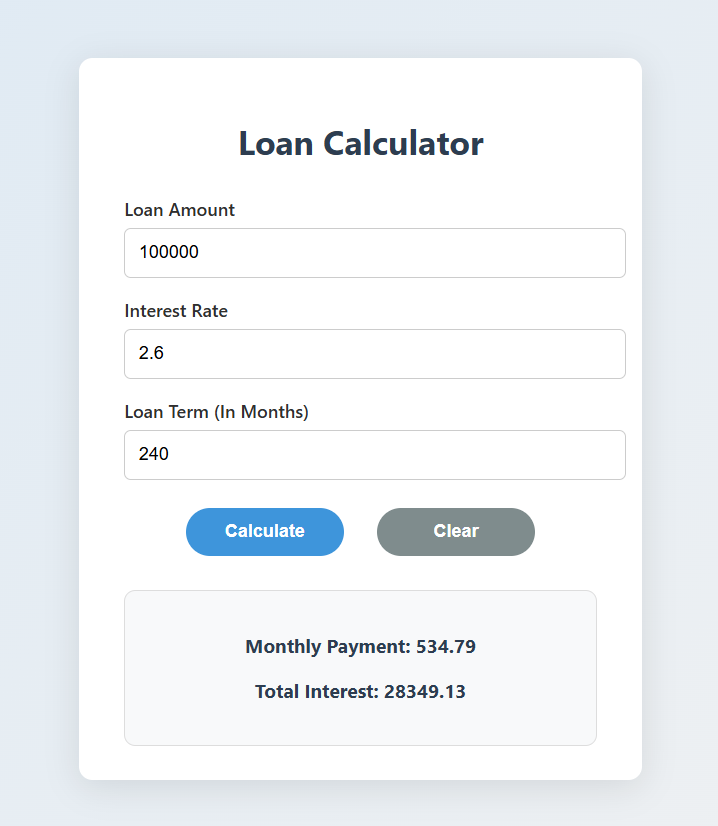 Loan Calculator
Loan Amount
100000
Interest Rate
2.6
Loan Term (In Months)
240
Calculate
Clear
Monthly Payment: 534.79
Total Interest: 28349.13